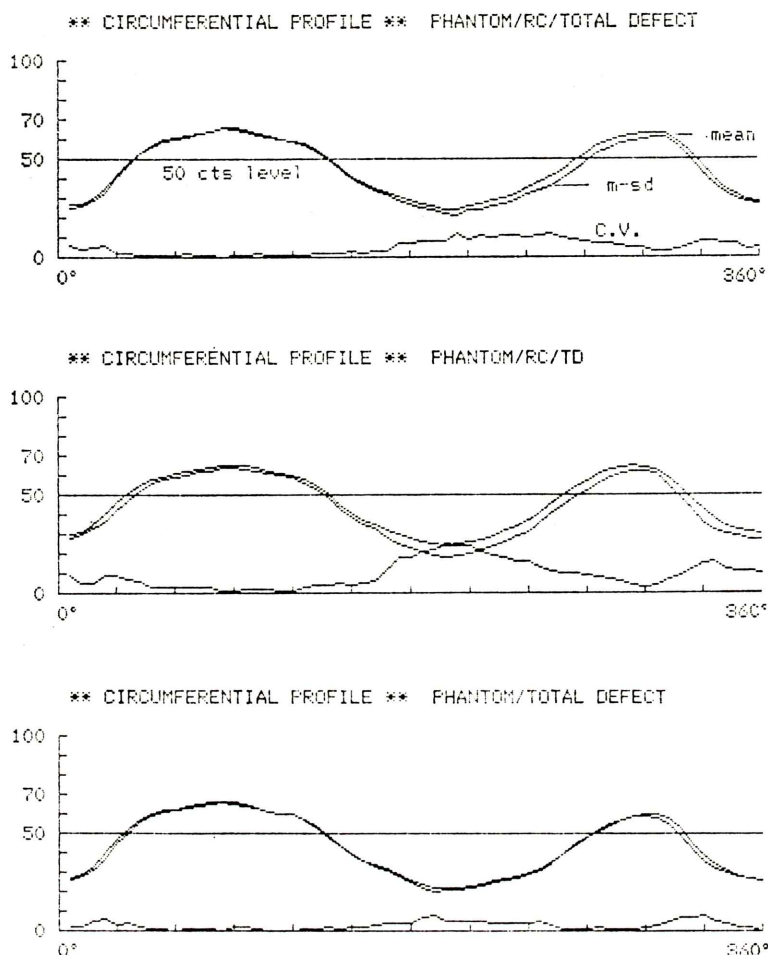 ** CIRCUMFERENTIAL PROFILE ** PHANTOM/RC/TOTAL DEFECT
100
70
mean
50
50 cts level
m-sd
C.V.
0
0° 360°
** CIRCUMFERENTIAL PROFILE ** PHANTOM/RC/TD
100
70
50
0
0° 360°
** CIRCUMFERENTIAL PROFILE ** PHANTOM/TOTAL DEFECT
100
70
50
0
0° 360°